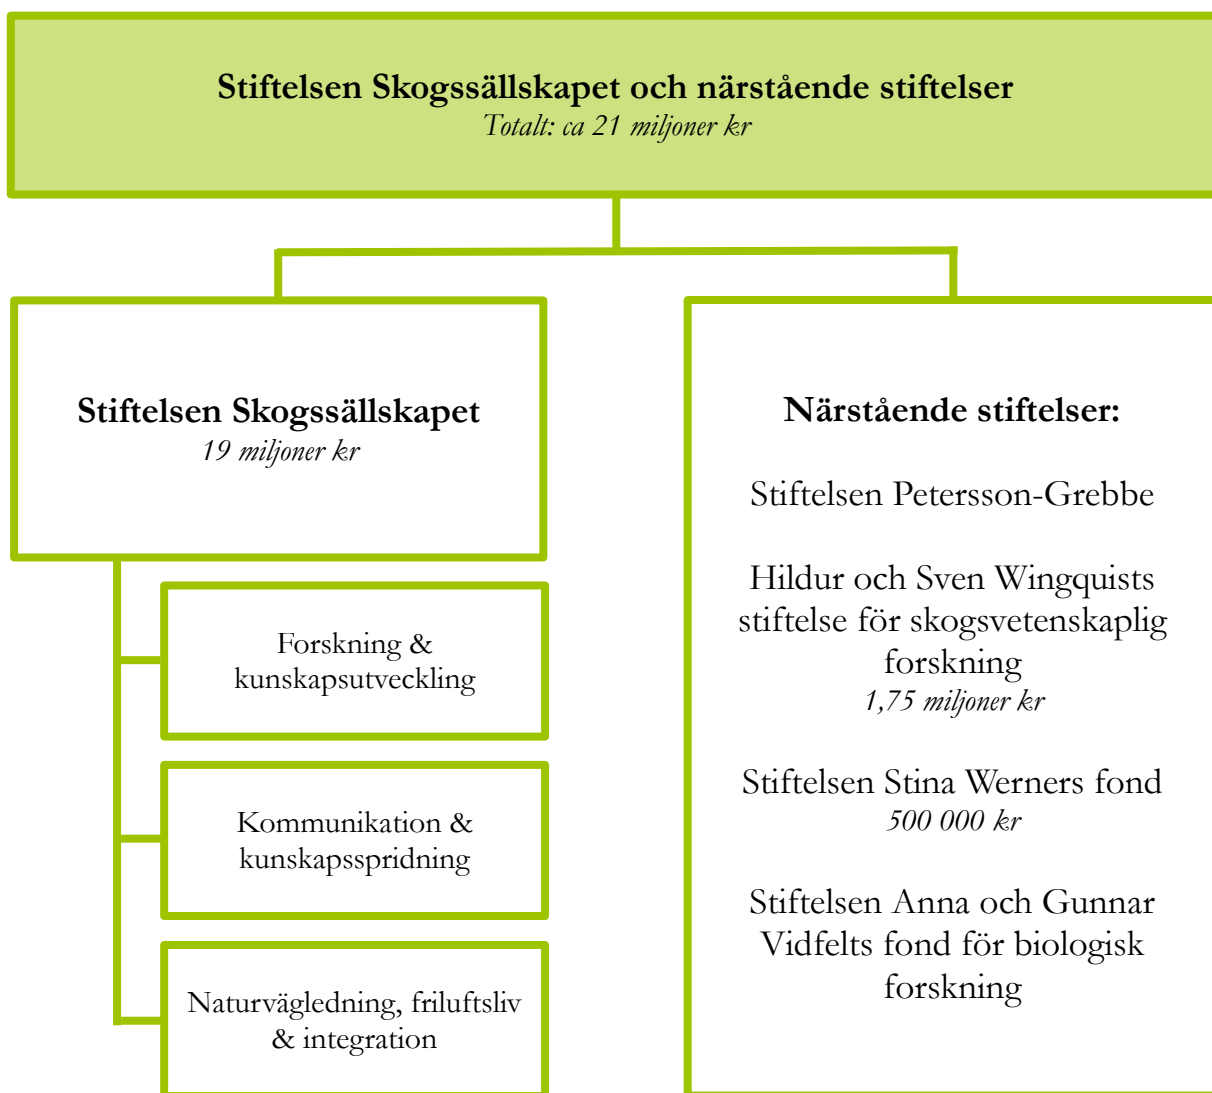 Stiftelsen Skogssällskapet och närstående stiftelser
Totalt: ca 21 miljoner kr
Stiftelsen Skogssällskapet
19 miljoner kr
Forskning &
kunskapsutveckling
Kommunikation &
kunskapsspridning
Naturvägledning, friluftsliv
& integration
Närstående stiftelser:
Stiftelsen Petersson-Grebbe
Hildur och Sven Wingquists
stiftelse för skogsvetenskaplig
forskning
1,75 miljoner kr
Stiftelsen Stina Werners fond
500 000 kr
Stiftelsen Anna och Gunnar
Vidfelts fond för biologisk
forskning